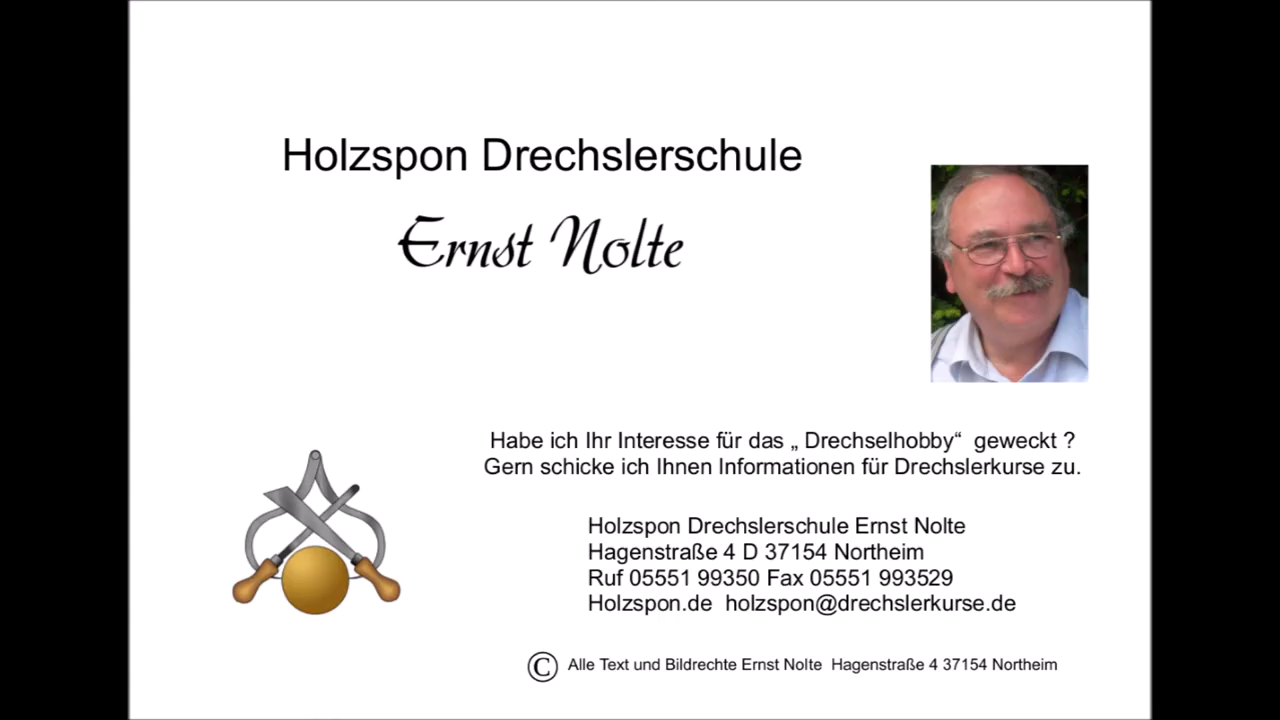 Holzspon Drechslerschule
Ernst Nolte
Habe ich Ihr Interesse für das „ Drechselhobby“ geweckt ?
Gern schicke ich Ihnen Informationen für Drechslerkurse zu.
Holzspon Drechslerschule Ernst Nolte
Hagenstraße 4 D 37154 Northeim
Ruf 05551 99350 Fax 05551 993529
Holzspon.de holzspon@drechslerkurse.de
© Alle Text und Bildrechte Ernst Nolte Hagenstraße 4 37154 Northeim